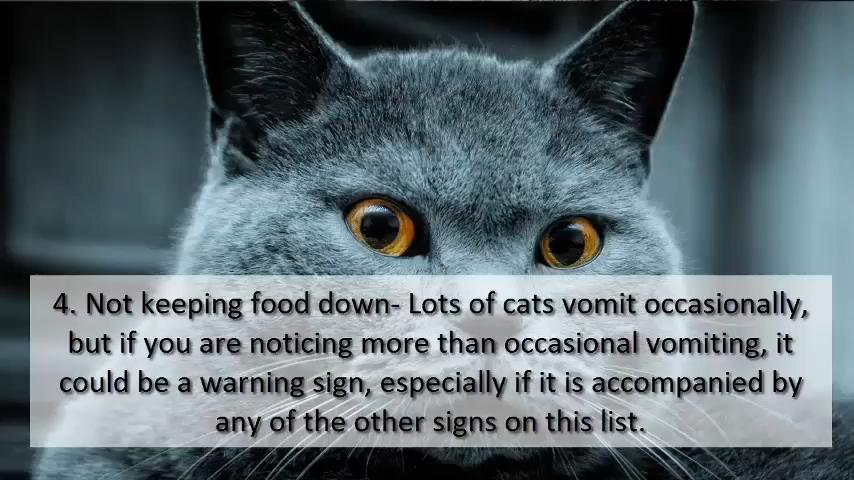 4. Not keeping food down- Lots of cats vomit occasionally,
but if you are noticing more than occasional vomiting, it
could be a warning sign, especially if it is accompanied by
any of the other signs on this list.